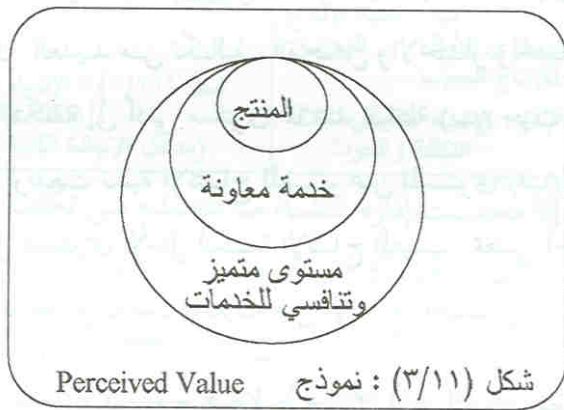 المنتج
خدمة معاونة
مستوى متميز
وتنافسي للخدمات
شكل (٣/١١) : نموذج Perceived Value